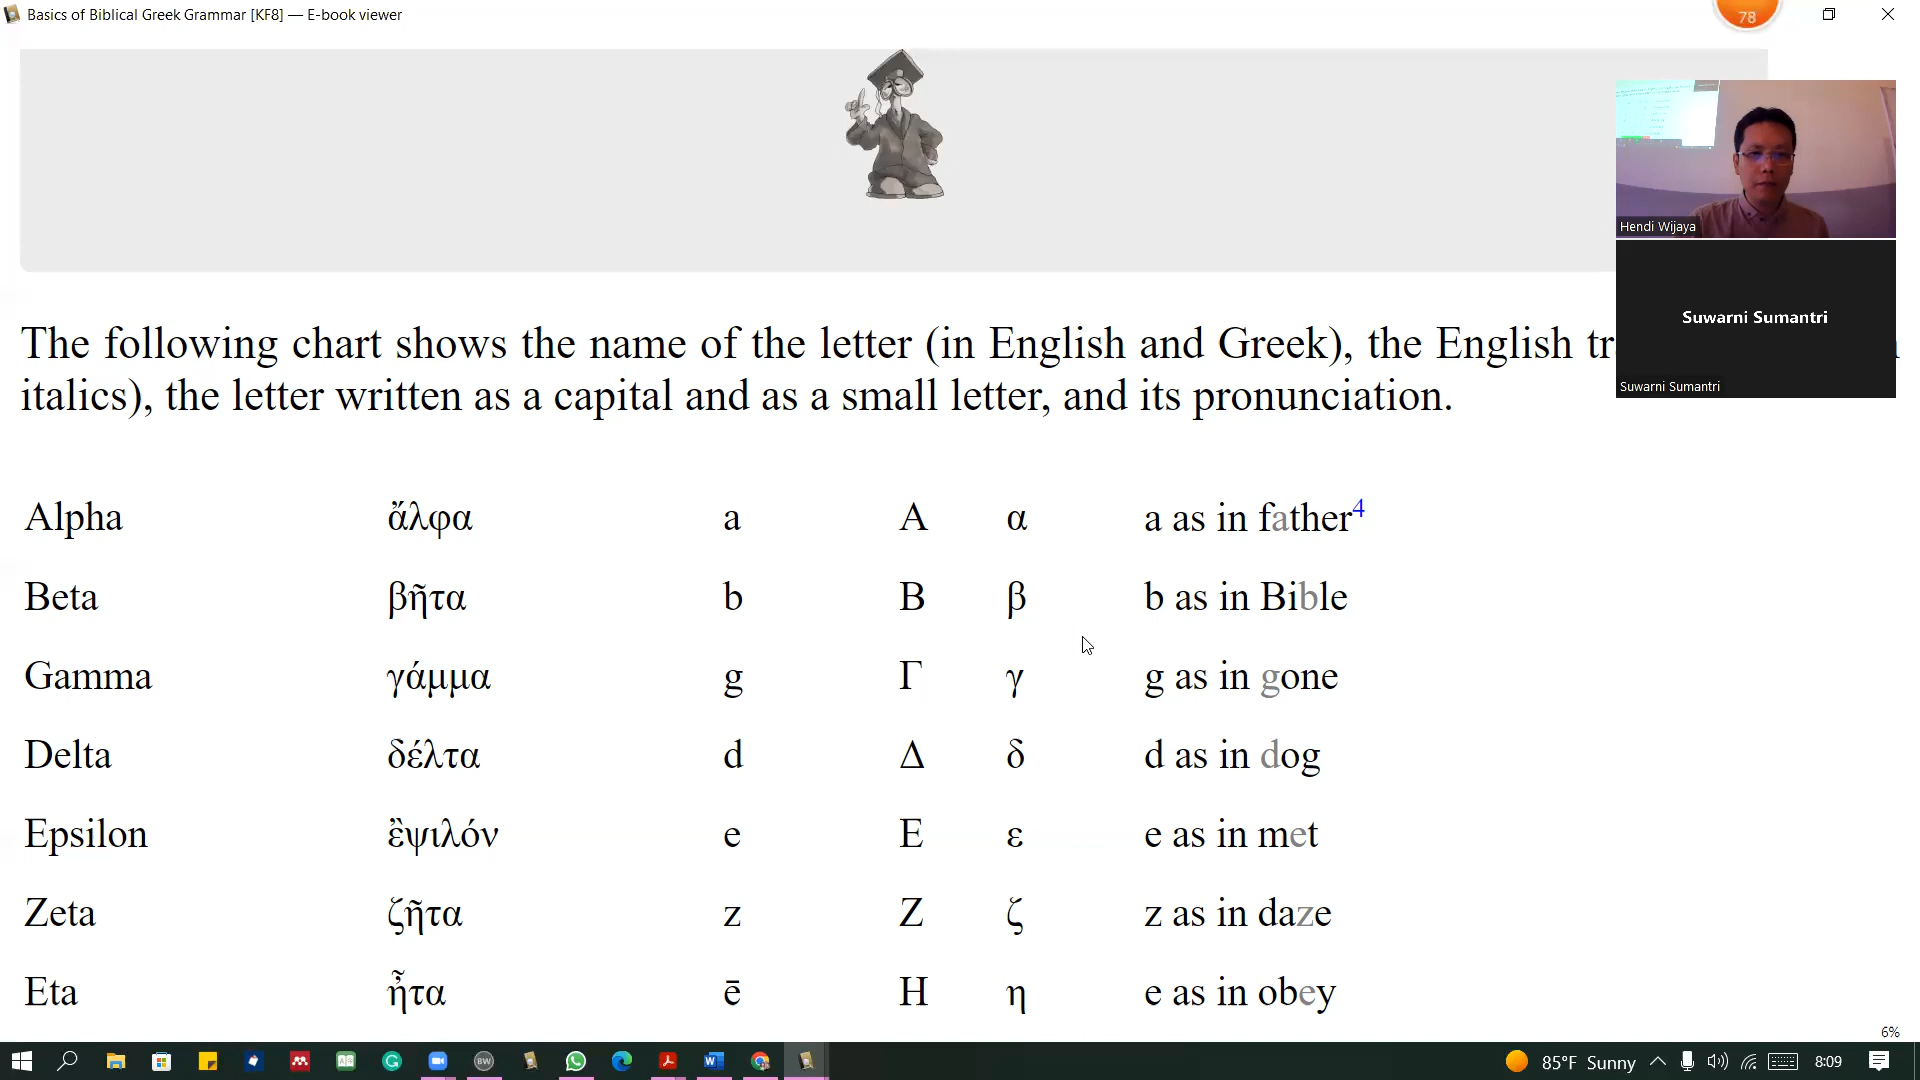 Basics of Biblical Greek Grammar [KF8] — E-book viewer
78
Hendi Wijaya
Suwarni Sumantri
Suwarni Sumantri
The following chart shows the name of the letter (in English and Greek), the English
italics), the letter written as a capital and as a small letter, and its pronunciation.
Alpha ἄλφα a Α α a as in father4
Beta βῆτα b Β β b as in Bible
Gamma γάμμα g Γ γ g as in gone
Delta δέλτα d Δ δ d as in dog
Epsilon ἒψιλόν e Ε ε e as in met
Zeta ζῆτα z Ζ ζ z as in daze
Eta ἦτα ē Η η e as in obey
6%
85°F Sunny 8:09